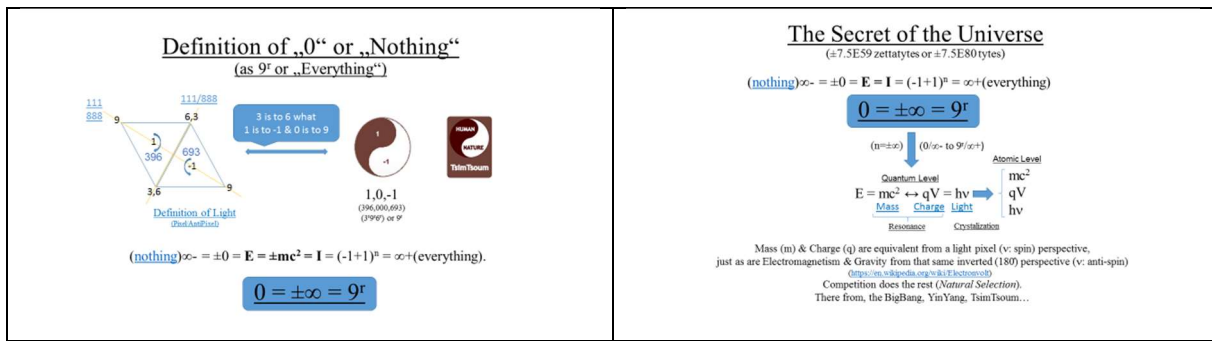 Definition of „0“ or „Nothing“
(as 9ʳ or „Everything“)
111
888
111/888
9
6,3
1
396
693
-1
3,6
9
Definition of Light
(Pixel:AntiPixel)
3 is to 6 what
1 is to -1 & 0 is to 9
1
-1
HUMAN
NATURE
TsimTsoum
1,0,-1
(396,000,693)
(3ʳ9ʳ6ʳ) or 9ʳ
(nothing)∞- = ±0 = E = ±mc² = I = (-1+1)ⁿ = ∞+(everything).
0 = ±∞ = 9ʳ
The Secret of the Universe
(±7.5E59 zettatytes or ±7.5E80 tytes)
(nothing)∞- = ±0 = E = I = (-1+1)ⁿ = ∞+(everything)
0 = ±∞ = 9ʳ
(n=±∞) (0/∞- to 9ʳ/∞+)
Atomic Level
Quantum Level
E = mc² ↔ qV = hν
mc²
qV
hν
Mass Charge Light
Resonance Crystalization
Mass (m) & Charge (q) are equivalent from a light pixel (ν: spin) perspective,
just as are Electromagnetism & Gravity from that same inverted (180) perspective (ν: anti-spin)
(https://en.wikipedia.org/wiki/Electronvolt)
Competition does the rest (Natural Selection).
There from, the BigBang, YinYang, TsimTsoum…